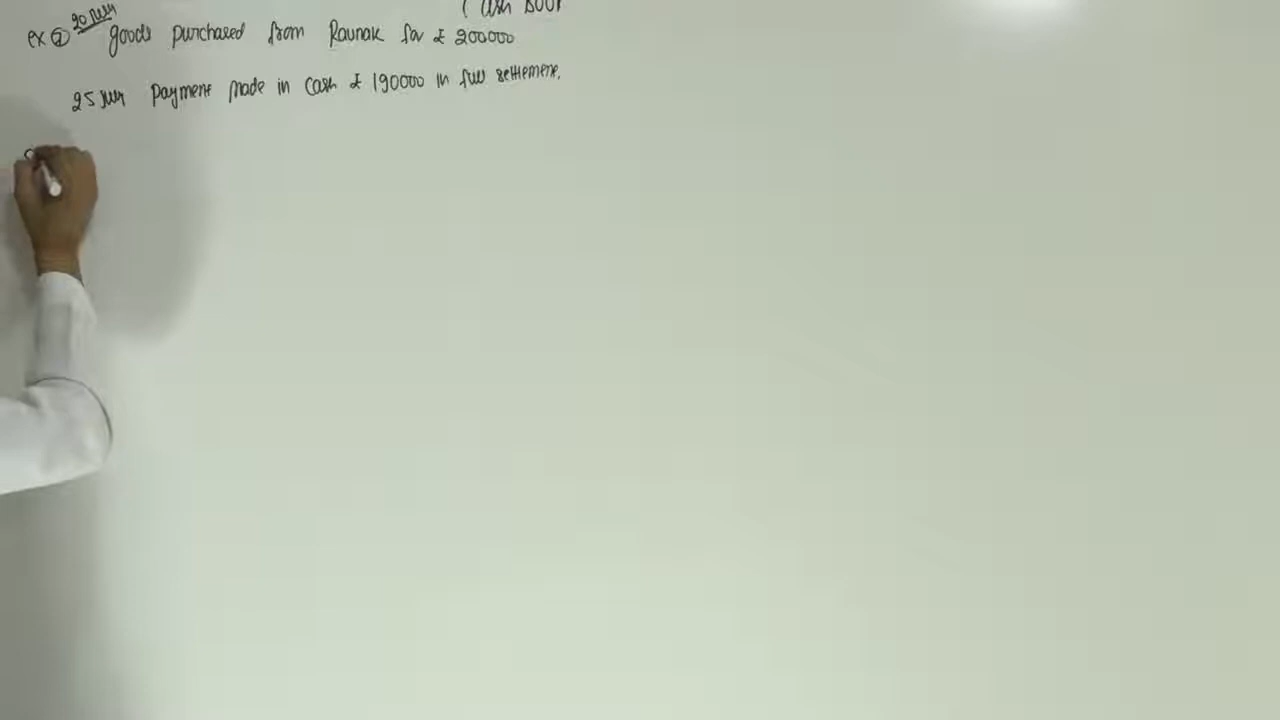 ( Cash Book
ex ② 20 Jun goods purchased from Raunak for ₹ 200000
25 Jun payment made in cash ₹ 190000 in full settlement.